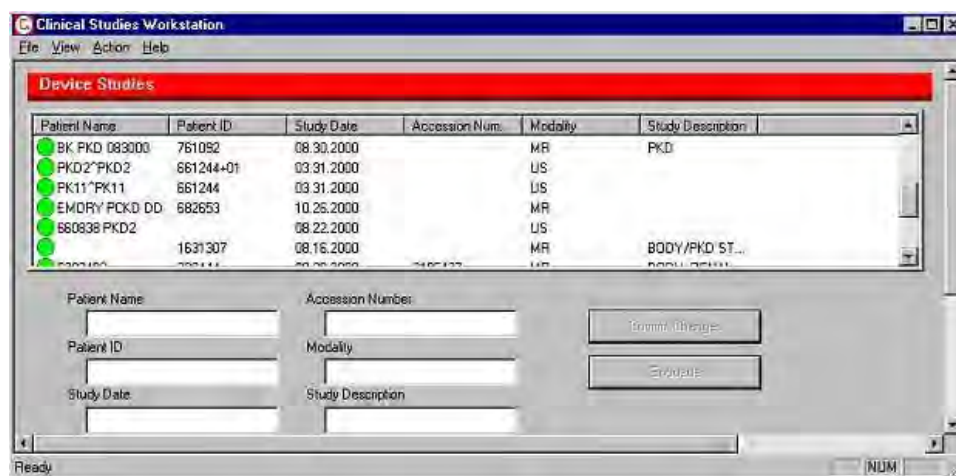 Clinical Studies Workstation
File View Action Help
Device Studies
Patient Name Patient ID Study Date Accession Num. Modality Study Description
BK PKD 083000 761092 08.30.2000 MR PKD
PKD2^PKD2 661244+01 03.31.2000 US
PK11^PK11 661244 03.31.2000 US
EMORY PCKD DD 682653 10.26.2000 MR
660838 PKD2 08.22.2000 US
1631307 08.16.2000 MR BODY/PKD ST...
Patient Name Accession Number
Commit Changes
Patient ID Modality
Study Date Study Description
Ready NUM